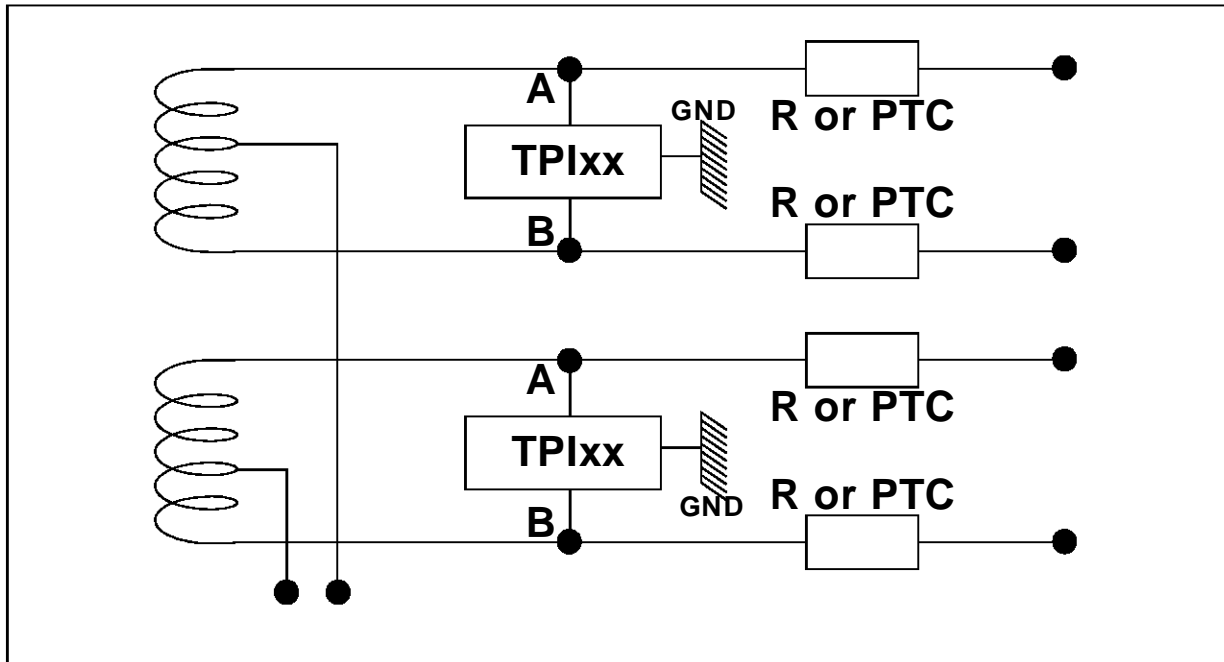 A
GND
R or PTC
TPIxx
R or PTC
B
A
R or PTC
TPIxx
R or PTC
GND
B